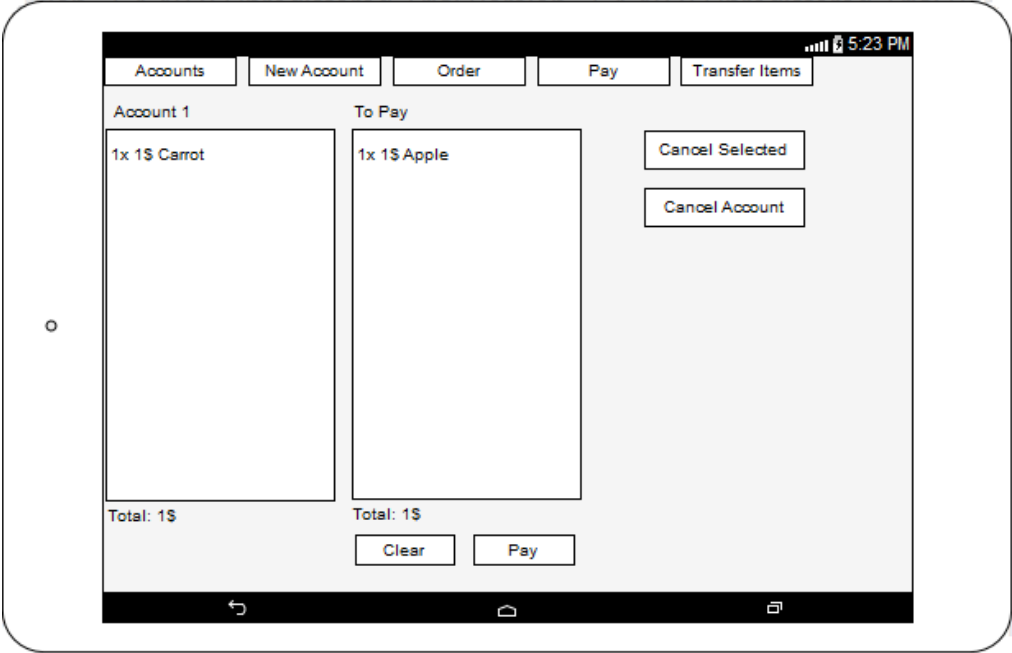 5:23 PM
Accounts
New Account
Order
Pay
Transfer Items
Account 1
To Pay
1x 1$ Carrot
1x 1$ Apple
Cancel Selected
Cancel Account
Total: 1$
Total: 1$
Clear
Pay